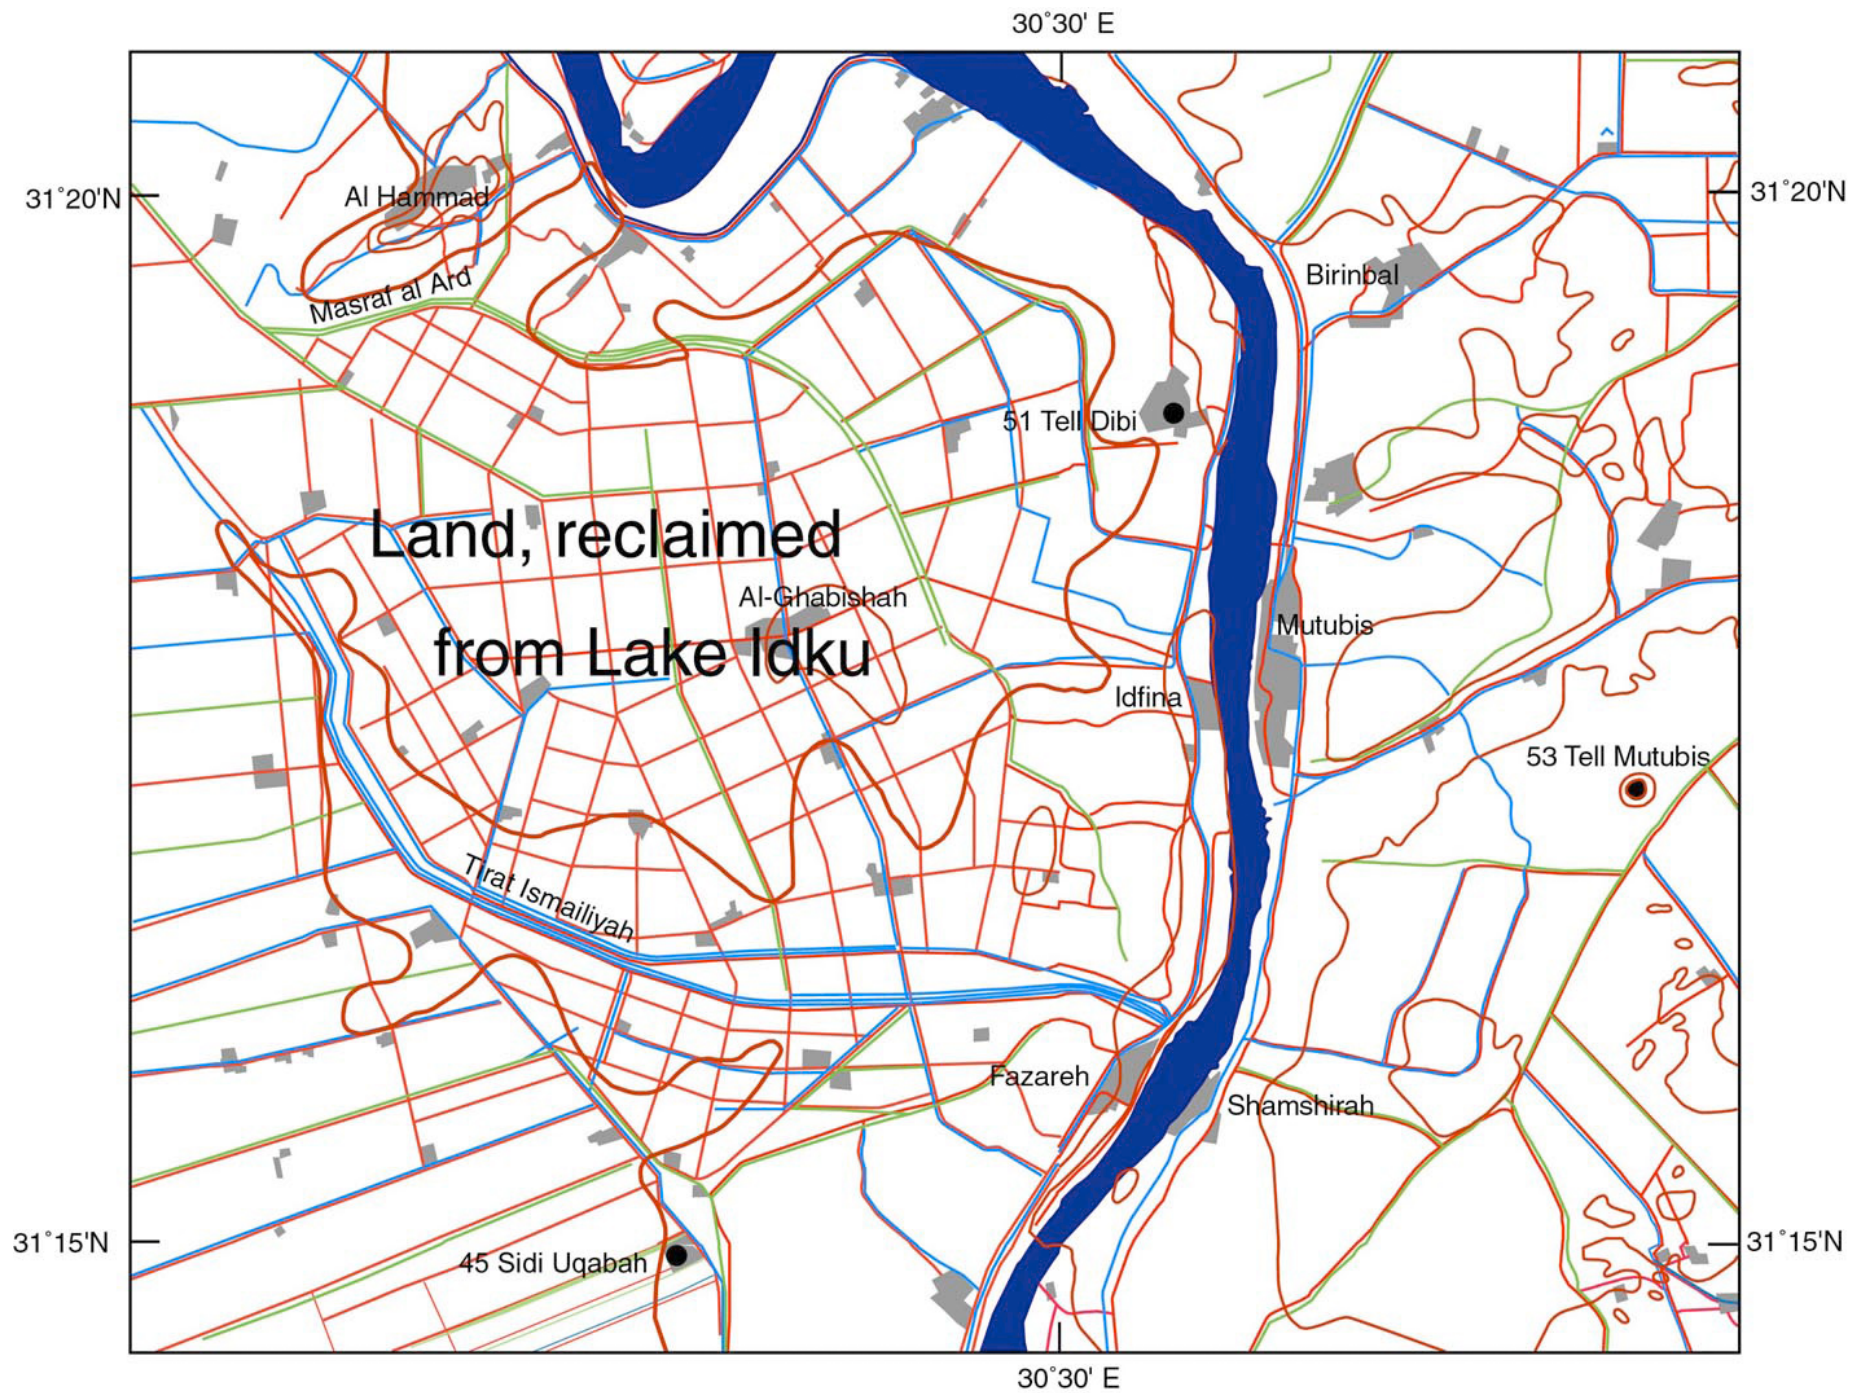 30˚30' E
31˚20'N
Al Hammad
31˚20'N
Birinbal
Masraf al Ard
51 Tell Dibi
Land, reclaimed
Al-Ghabishah
Mutubis
from Lake Idku
Idfina
53 Tell Mutubis
Tirat Ismailiyah
Fazareh
Shamshirah
31˚15'N
31˚15'N
45 Sidi Uqabah
30˚30' E